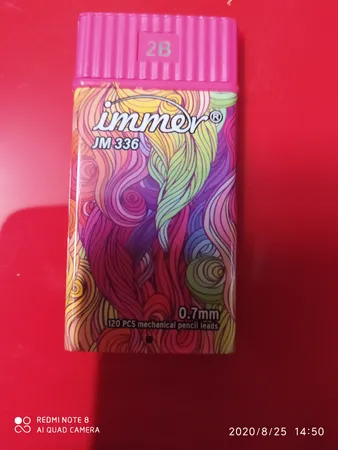 2B
immer®
JM 336
0.7mm
120 PCS mechanical pencil leads
REDMI NOTE 8
AI QUAD CAMERA
2020/8/25 14:50